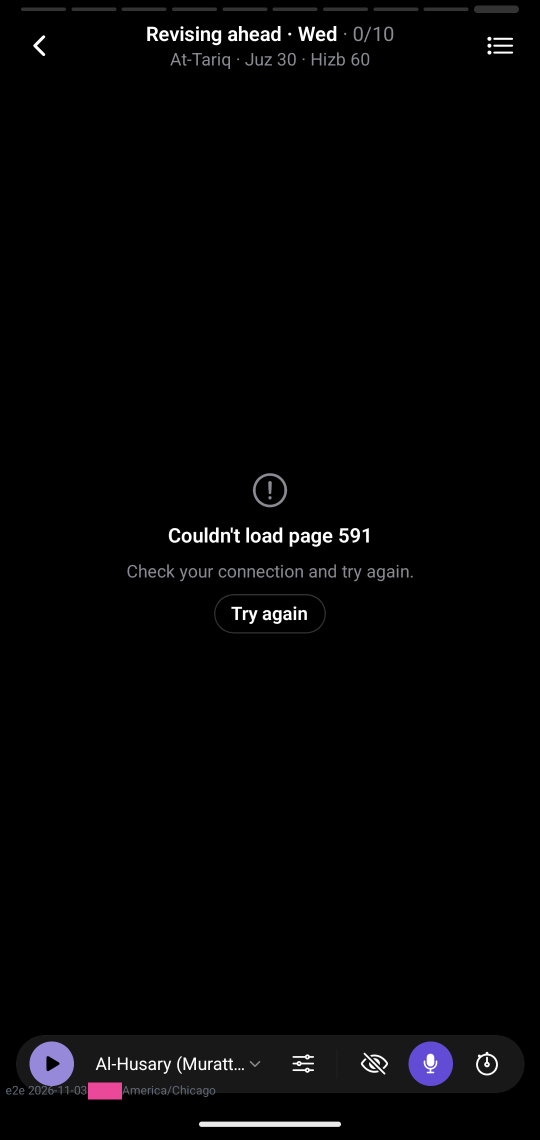 Revising ahead · Wed · 0/10
At-Tariq · Juz 30 · Hizb 60
Couldn't load page 591
Check your connection and try again.
Try again
Al-Husary (Muratt...
e2e 2026-11-03
America/Chicago